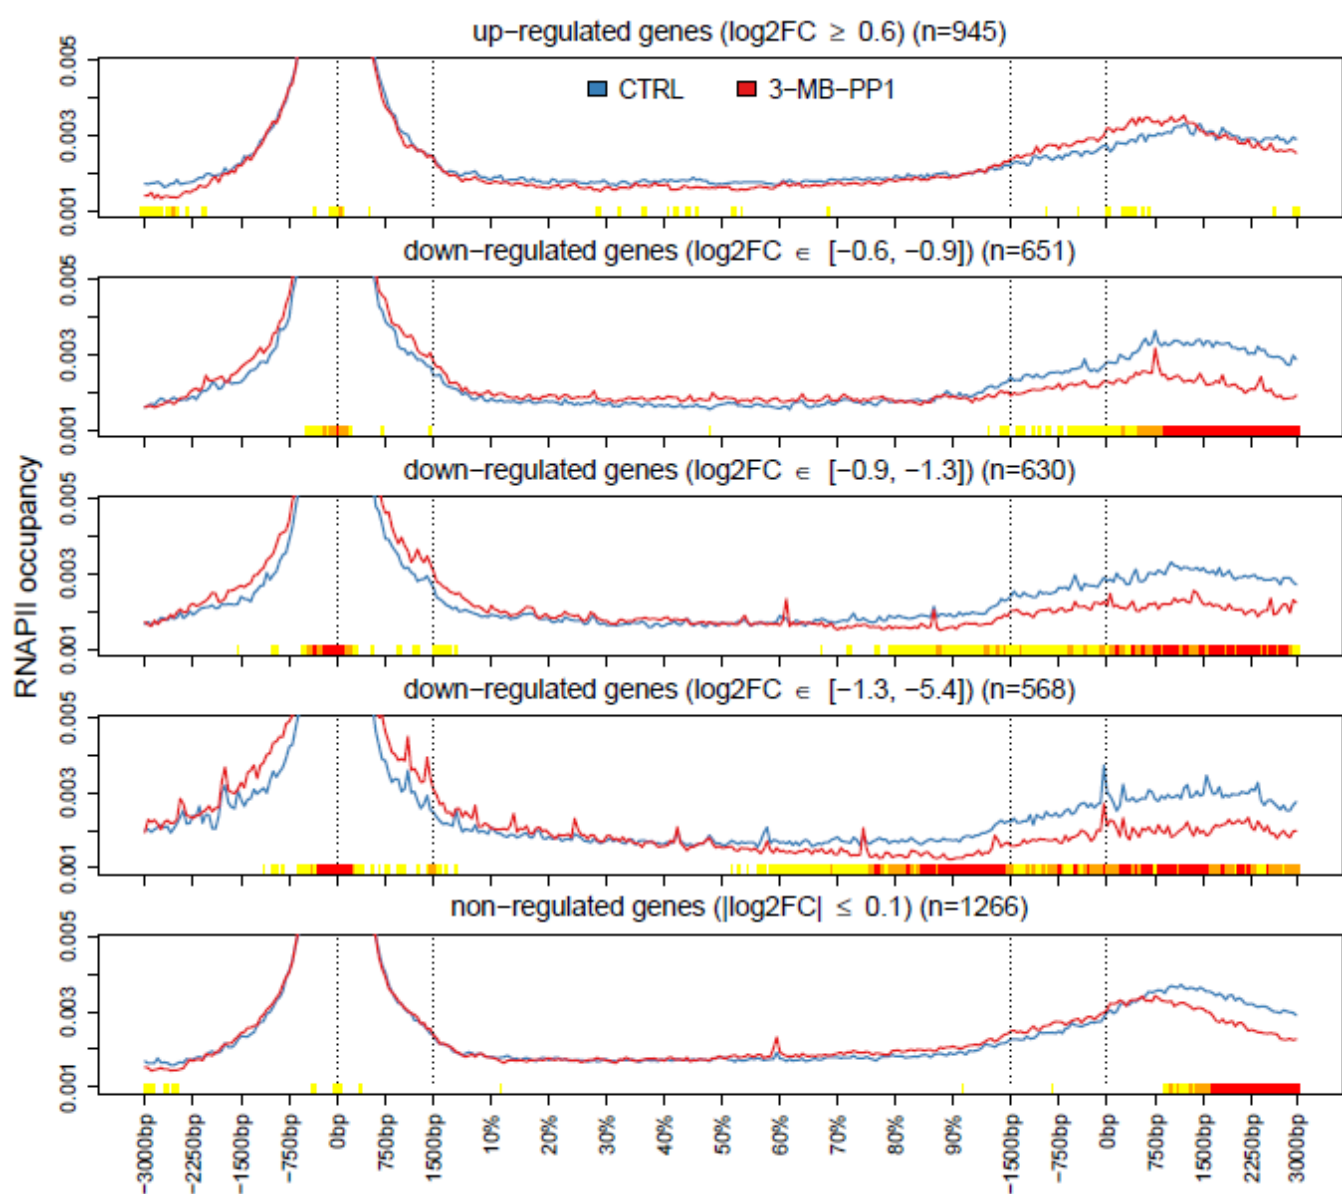 up−regulated genes (log2FC ≥ 0.6) (n=945)
0.005
0.003
0.001
CTRL 3−MB−PP1
down−regulated genes (log2FC ∈ [−0.6, −0.9]) (n=651)
0.005
0.003
0.001
down−regulated genes (log2FC ∈ [−0.9, −1.3]) (n=630)
0.005
0.003
0.001
RNAPII occupancy
down−regulated genes (log2FC ∈ [−1.3, −5.4]) (n=568)
0.005
0.003
0.001
non−regulated genes (|log2FC| ≤ 0.1) (n=1266)
0.005
0.003
0.001
−3000bp −2250bp −1500bp −750bp 0bp 750bp 1500bp 10% 20% 30% 40% 50% 60% 70% 80% 90% −1500bp −750bp 0bp 750bp 1500bp 2250bp 3000bp